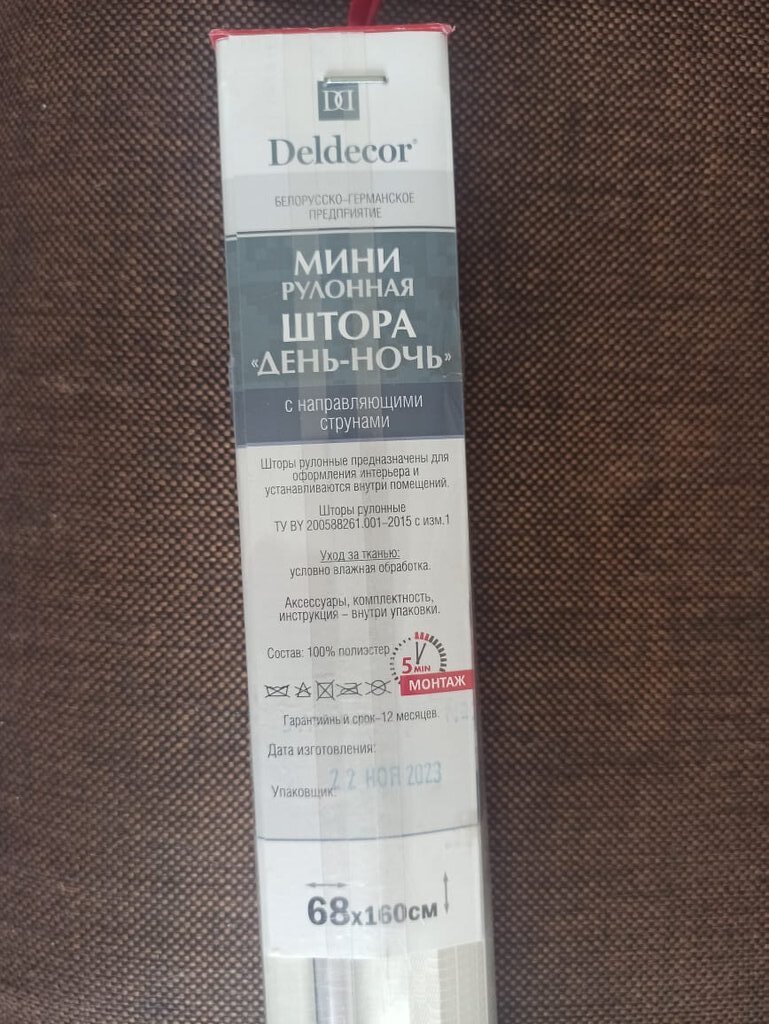 DD
Deldecor®
БЕЛОРУССКО-ГЕРМАНСКОЕ
ПРЕДПРИЯТИЕ
МИНИ
РУЛОННАЯ
ШТОРА
«ДЕНЬ-НОЧЬ»
с направляющими
струнами
Шторы рулонные предназначены для
оформления интерьера и
устанавливаются внутри помещений.
Шторы рулонные
ТУ BY 200588261.001-2015 с изм.1
Уход за тканью:
условно влажная обработка.
Аксессуары, комплектность,
инструкция – внутри упаковки.
Состав: 100% полиэстер
5 MIN
МОНТАЖ
Гарантийный срок–12 месяцев.
Дата изготовления:
22 НОЯ 2023
Упаковщик:
68х160см